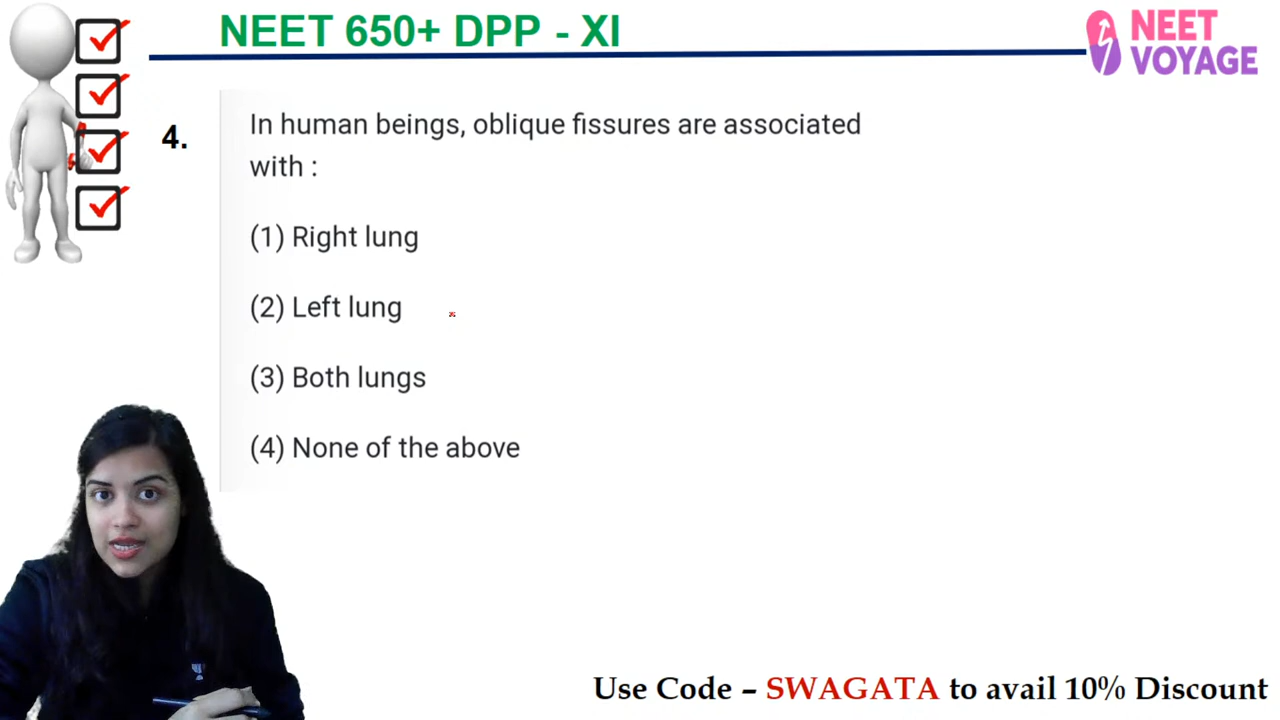 NEET 650+ DPP - XI
NEET
VOYAGE
4.
In human beings, oblique fissures are associated
with :
(1) Right lung
(2) Left lung
(3) Both lungs
(4) None of the above
Use Code – SWAGATA to avail 10% Discount